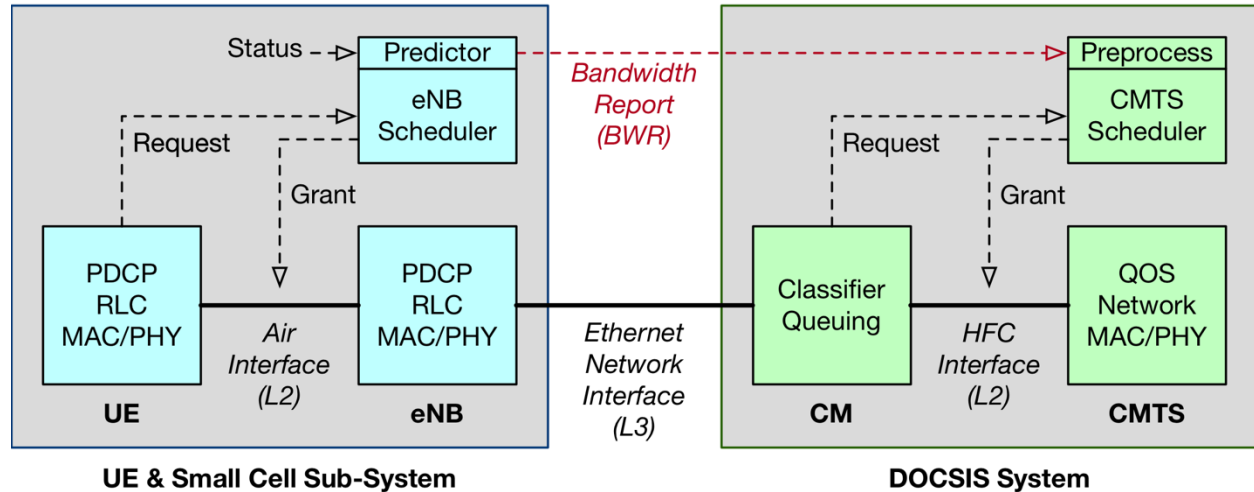 Status
Predictor
eNB
Scheduler
Request
Grant
PDCP
RLC
MAC/PHY
UE
Air
Interface
(L2)
PDCP
RLC
MAC/PHY
eNB
UE & Small Cell Sub-System
Bandwidth
Report
(BWR)
Ethernet
Network
Interface
(L3)
Preprocess
CMTS
Scheduler
Request
Grant
Classifier
Queuing
CM
HFC
Interface
(L2)
QOS
Network
MAC/PHY
CMTS
DOCSIS System